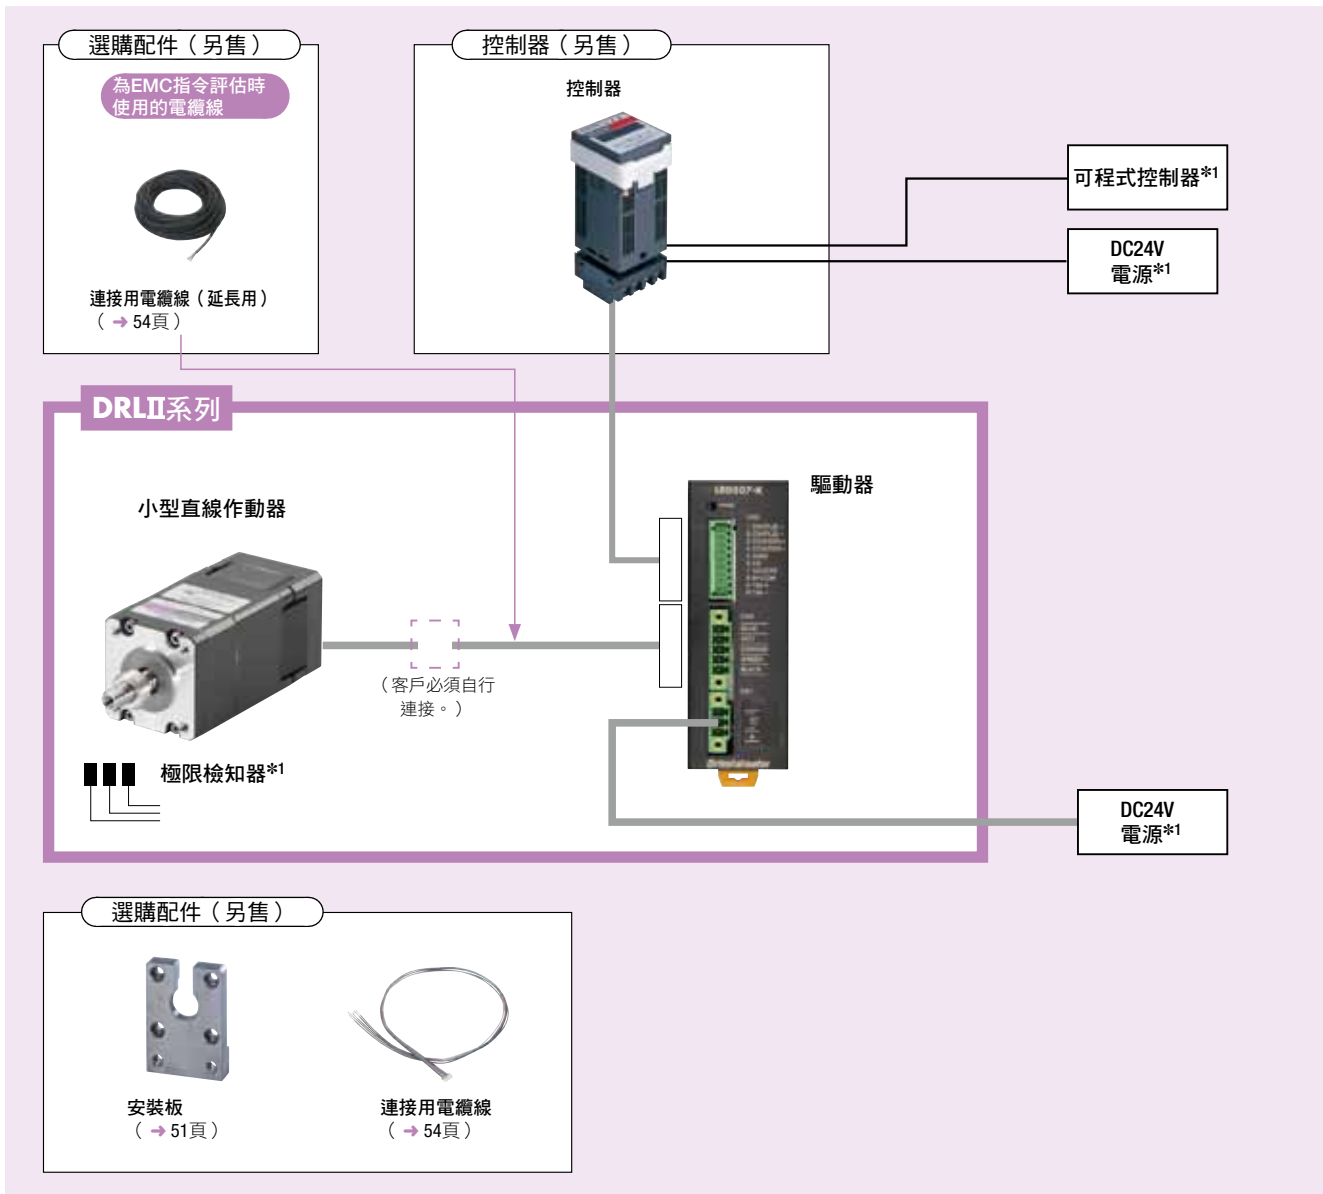 選購配件（另售）
為EMC指令評估時
使用的電纜線
連接用電纜線（延長用）
（ ➜ 54頁）
控制器（另售）
控制器
可程式控制器*1
DC24V
電源*1
DRLII系列
小型直線作動器
驅動器
（客戶必須自行
連接。）
極限檢知器*1
DC24V
電源*1
選購配件（另售）
安裝板
（ ➜ 51頁）
連接用電纜線
（ ➜ 54頁）